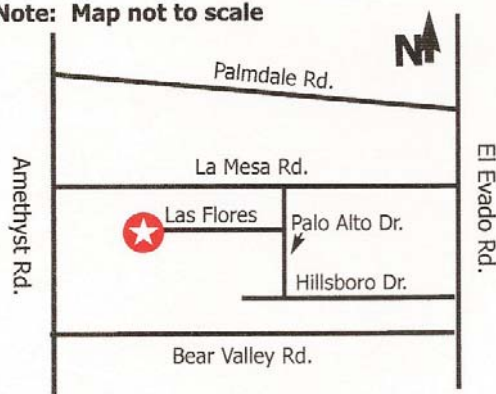 Note: Map not to scale
N
Palmdale Rd.
La Mesa Rd.
Amethyst Rd.
El Evado Rd.
Las Flores
Palo Alto Dr.
Hillsboro Dr.
Bear Valley Rd.